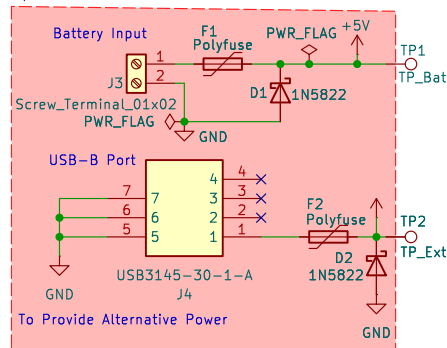 Battery Input
F1
Polyfuse
PWR_FLAG
+5V
TP1
TP_Bat
1
2
J3
Screw_Terminal_01x02
D1
1N5822
PWR_FLAG
GND
USB-B Port
4
4
3
3
2
2
1
1
7
7
6
6
5
5
F2
Polyfuse
TP2
TP_Ext
D2
1N5822
USB3145-30-1-A
J4
GND
GND
To Provide Alternative Power